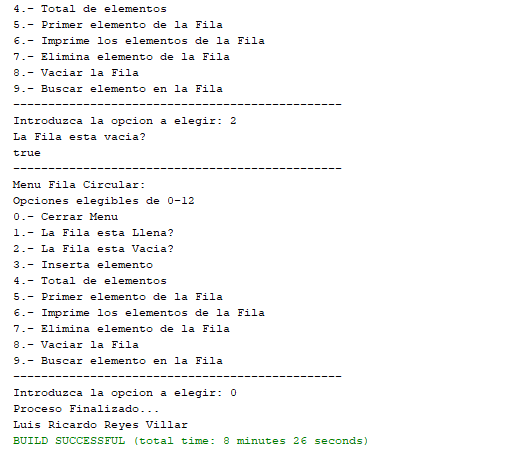 4.- Total de elementos
5.- Primer elemento de la Fila
6.- Imprime los elementos de la Fila
7.- Elimina elemento de la Fila
8.- Vaciar la Fila
9.- Buscar elemento en la Fila
-----------------------------------------------
Introduzca la opcion a elegir: 2
La Fila esta vacia?
true
-----------------------------------------------
Menu Fila Circular:
Opciones elegibles de 0-12
0.- Cerrar Menu
1.- La Fila esta Llena?
2.- La Fila esta Vacia?
3.- Inserta elemento
4.- Total de elementos
5.- Primer elemento de la Fila
6.- Imprime los elementos de la Fila
7.- Elimina elemento de la Fila
8.- Vaciar la Fila
9.- Buscar elemento en la Fila
-----------------------------------------------
Introduzca la opcion a elegir: 0
Proceso Finalizado...
Luis Ricardo Reyes Villar
BUILD SUCCESSFUL (total time: 8 minutes 26 seconds)